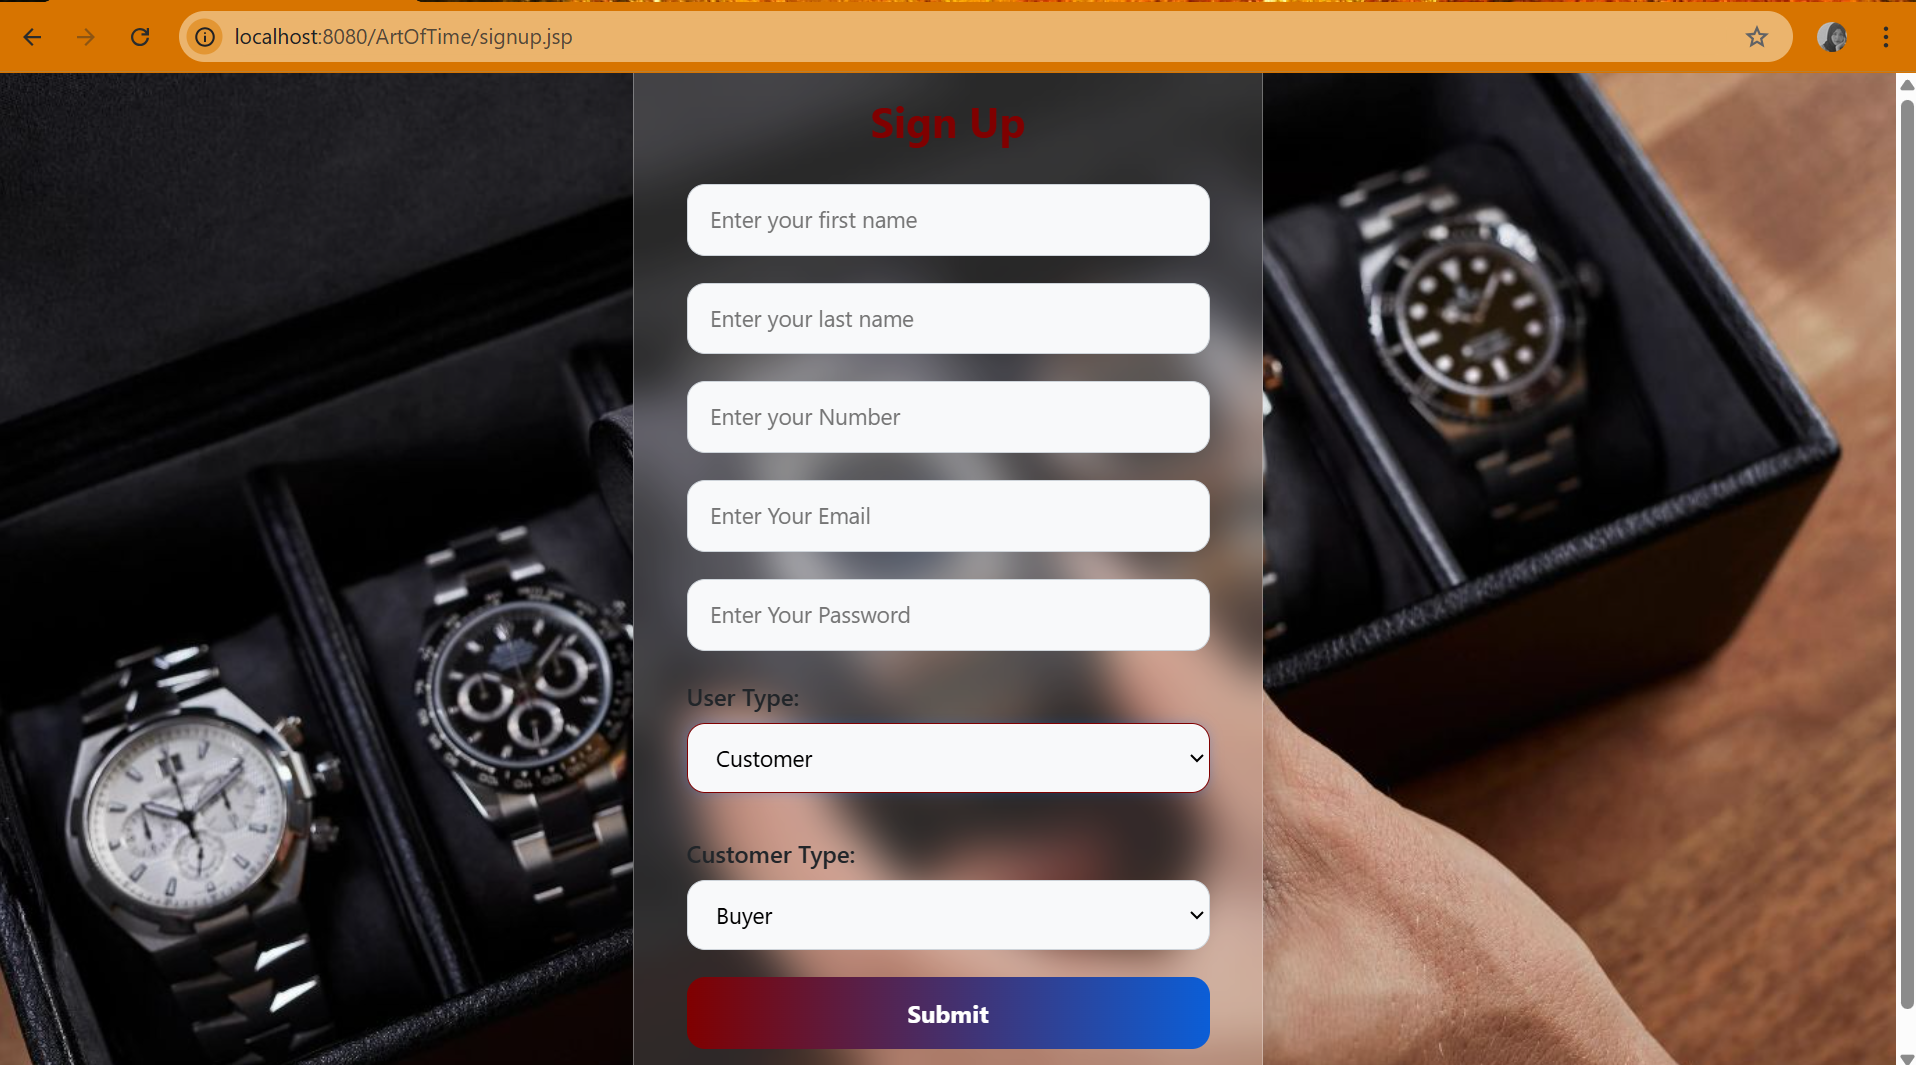 localhost:8080/ArtOfTime/signup.jsp
Sign Up
Enter your first name
Enter your last name
Enter your Number
Enter Your Email
Enter Your Password
User Type:
Customer
Customer Type:
Buyer
Submit